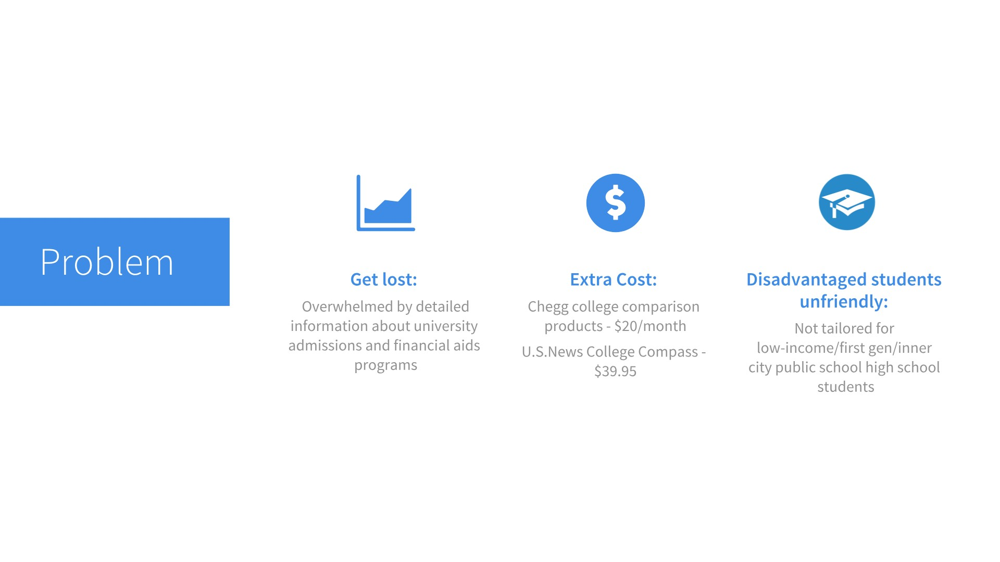 Problem
Get lost:
Overwhelmed by detailed
information about university
admissions and financial aids
programs
Extra Cost:
Chegg college comparison
products - $20/month
U.S.News College Compass -
$39.95
Disadvantaged students
unfriendly:
Not tailored for
low-income/first gen/inner
city public school high school
students